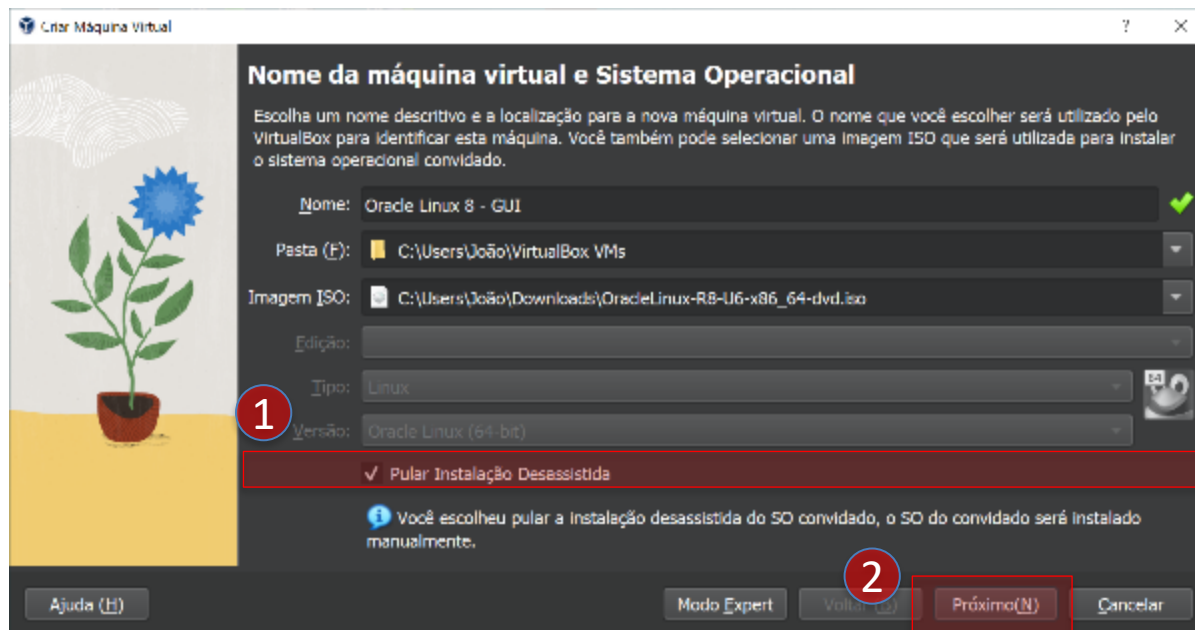 Criar Máquina Virtual
?
Nome da máquina virtual e Sistema Operacional
Escolha um nome descritivo e a localização para a nova máquina virtual. O nome que você escolher será utilizado pelo
VirtualBox para identificar esta máquina. Você também pode selecionar uma imagem ISO que será utilizada para instalar
o sistema operacional convidado.
Nome: Oracle Linux 8 - GUI
Pasta (F): C:\Users\João\VirtualBox VMs
Imagem ISO: C:\Users\João\Downloads\OracleLinux-R8-U6-x86_64-dvd.iso
Edição:
Tipo: Linux
64
1
Versão: Oracle Linux (64-bit)
Pular Instalação Desassistida
Você escolheu pular a instalação desassistida do SO convidado, o SO do convidado será instalado
manualmente.
2
Ajuda (H) Modo Expert Voltar Próximo(N) Cancelar